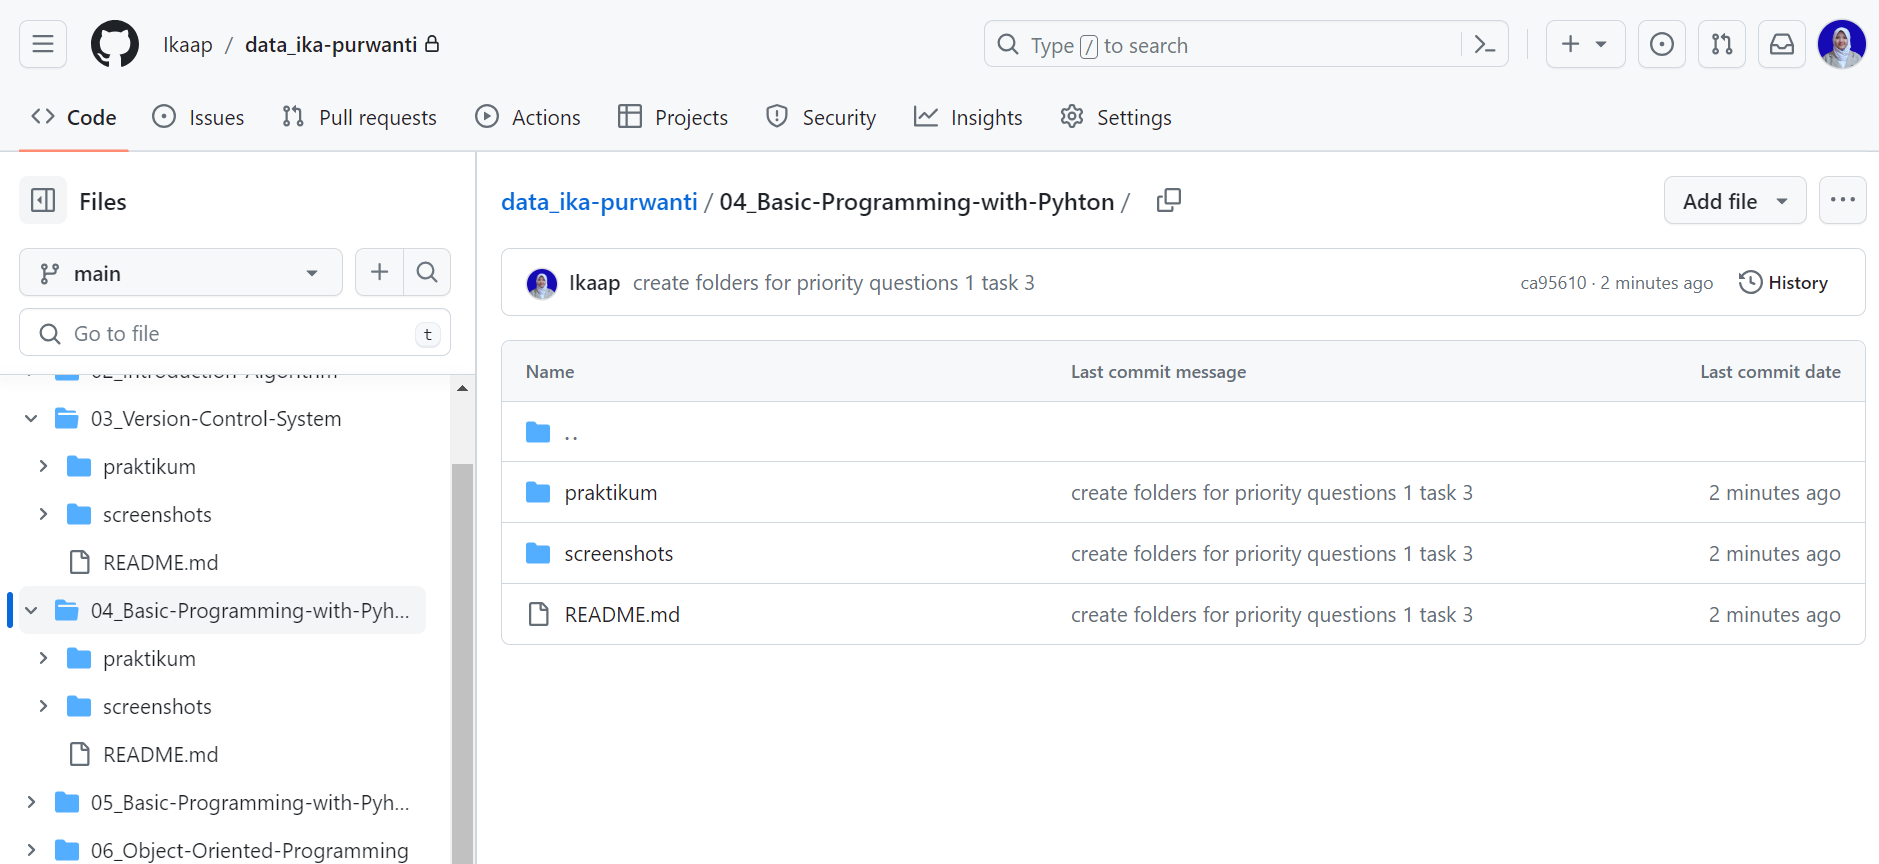 Ikaap / data_ika-purwanti
Type / to search
Code Issues Pull requests Actions Projects Security Insights Settings
Files
main
Go to file t
02_Introduction-Algorithm
03_Version-Control-System
praktikum
screenshots
README.md
04_Basic-Programming-with-Pyh...
praktikum
screenshots
README.md
05_Basic-Programming-with-Pyh...
06_Object-Oriented-Programming
data_ika-purwanti / 04_Basic-Programming-with-Pyhton /
Add file
Ikaap create folders for priority questions 1 task 3 ca95610 · 2 minutes ago History
Name Last commit message Last commit date
..
praktikum create folders for priority questions 1 task 3 2 minutes ago
screenshots create folders for priority questions 1 task 3 2 minutes ago
README.md create folders for priority questions 1 task 3 2 minutes ago